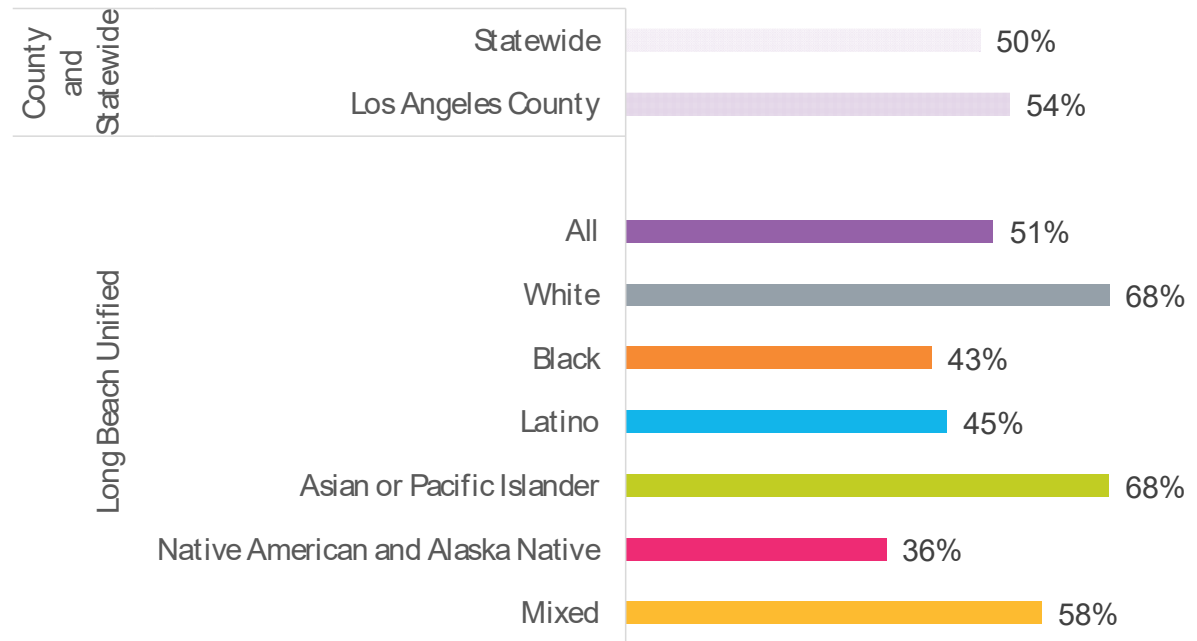 County
and
Statewide
Statewide 50%
Los Angeles County 54%
Long Beach Unified
All 51%
White 68%
Black 43%
Latino 45%
Asian or Pacific Islander 68%
Native American and Alaska Native 36%
Mixed 58%